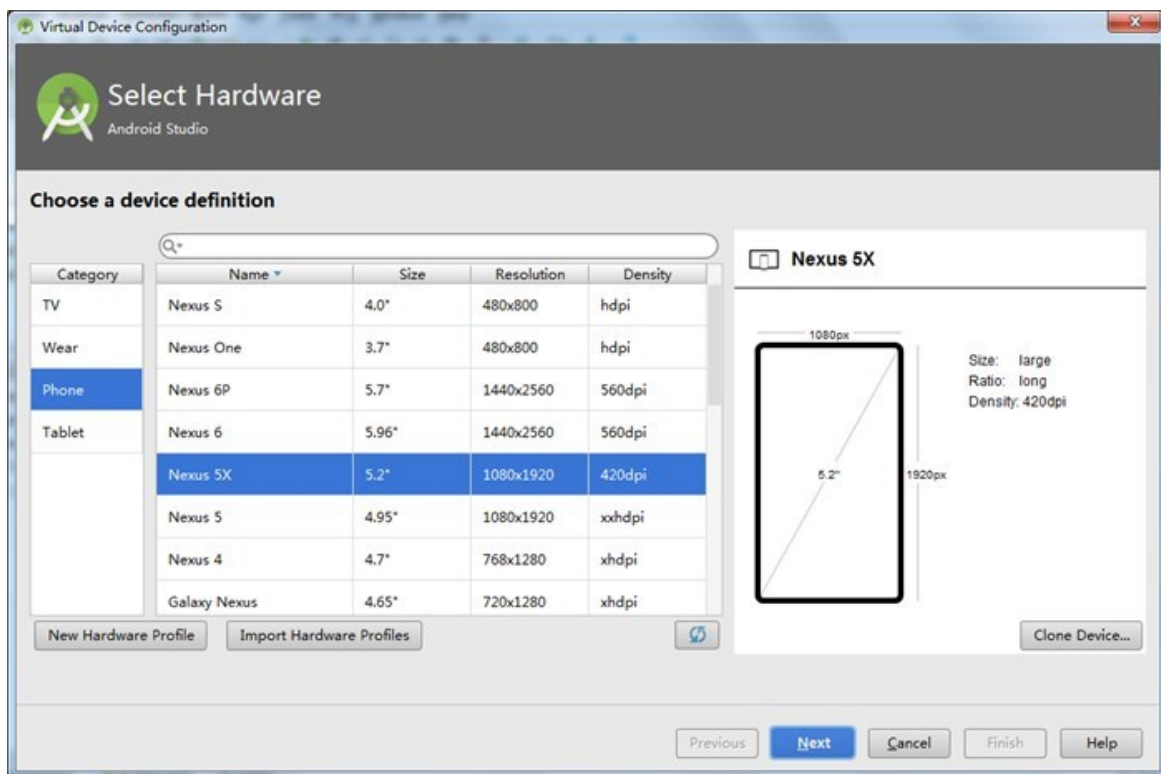 Virtual Device Configuration
Select Hardware
Android Studio
Choose a device definition
Category
TV
Wear
Phone
Tablet
Name Size Resolution Density
Nexus S 4.0" 480x800 hdpi
Nexus One 3.7" 480x800 hdpi
Nexus 6P 5.7" 1440x2560 560dpi
Nexus 6 5.96" 1440x2560 560dpi
Nexus 5X 5.2" 1080x1920 420dpi
Nexus 5 4.95" 1080x1920 xxhdpi
Nexus 4 4.7" 768x1280 xhdpi
Galaxy Nexus 4.65" 720x1280 xhdpi
New Hardware Profile Import Hardware Profiles
Nexus 5X
1080px
5.2"
1920px
Size: large
Ratio: long
Density: 420dpi
Clone Device...
Previous Next Cancel Finish Help